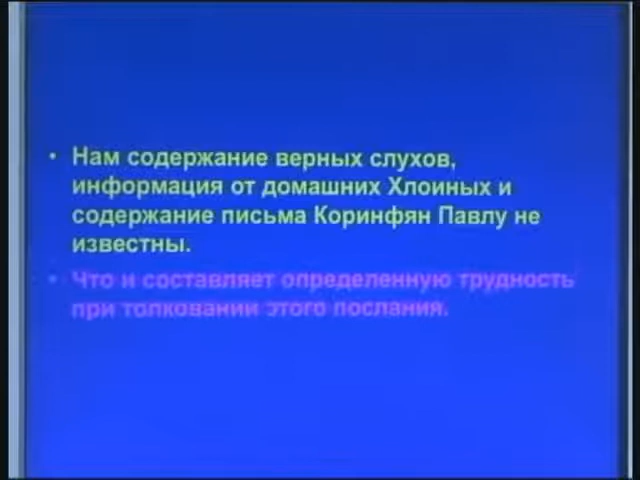 • Нам содержание верных слухов,
информация от домашних Хлоиных и
содержание письма Коринфян Павлу не
известны.
• Что и составляет определенную трудность
при толковании этого послания.